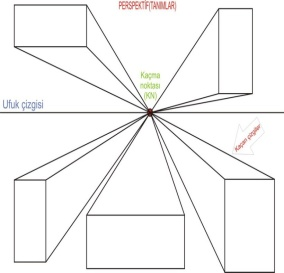 PERSPEKTİF(TANIMLAR)
Kaçma
noktası
(KN)
Ufuk çizgisi
Kaçan çizgiler